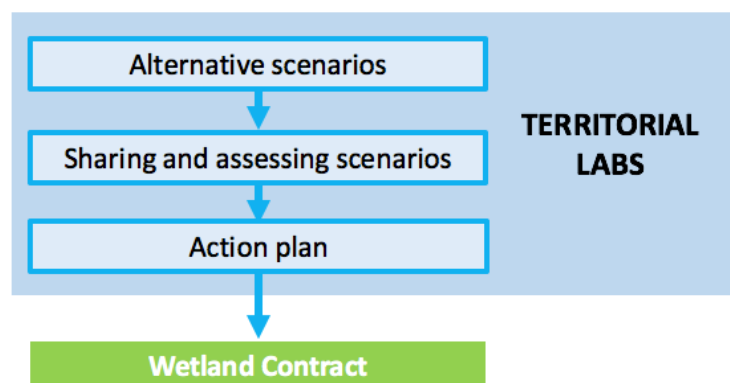 Alternative scenarios
Sharing and assessing scenarios
TERRITORIAL
LABS
Action plan
Wetland Contract